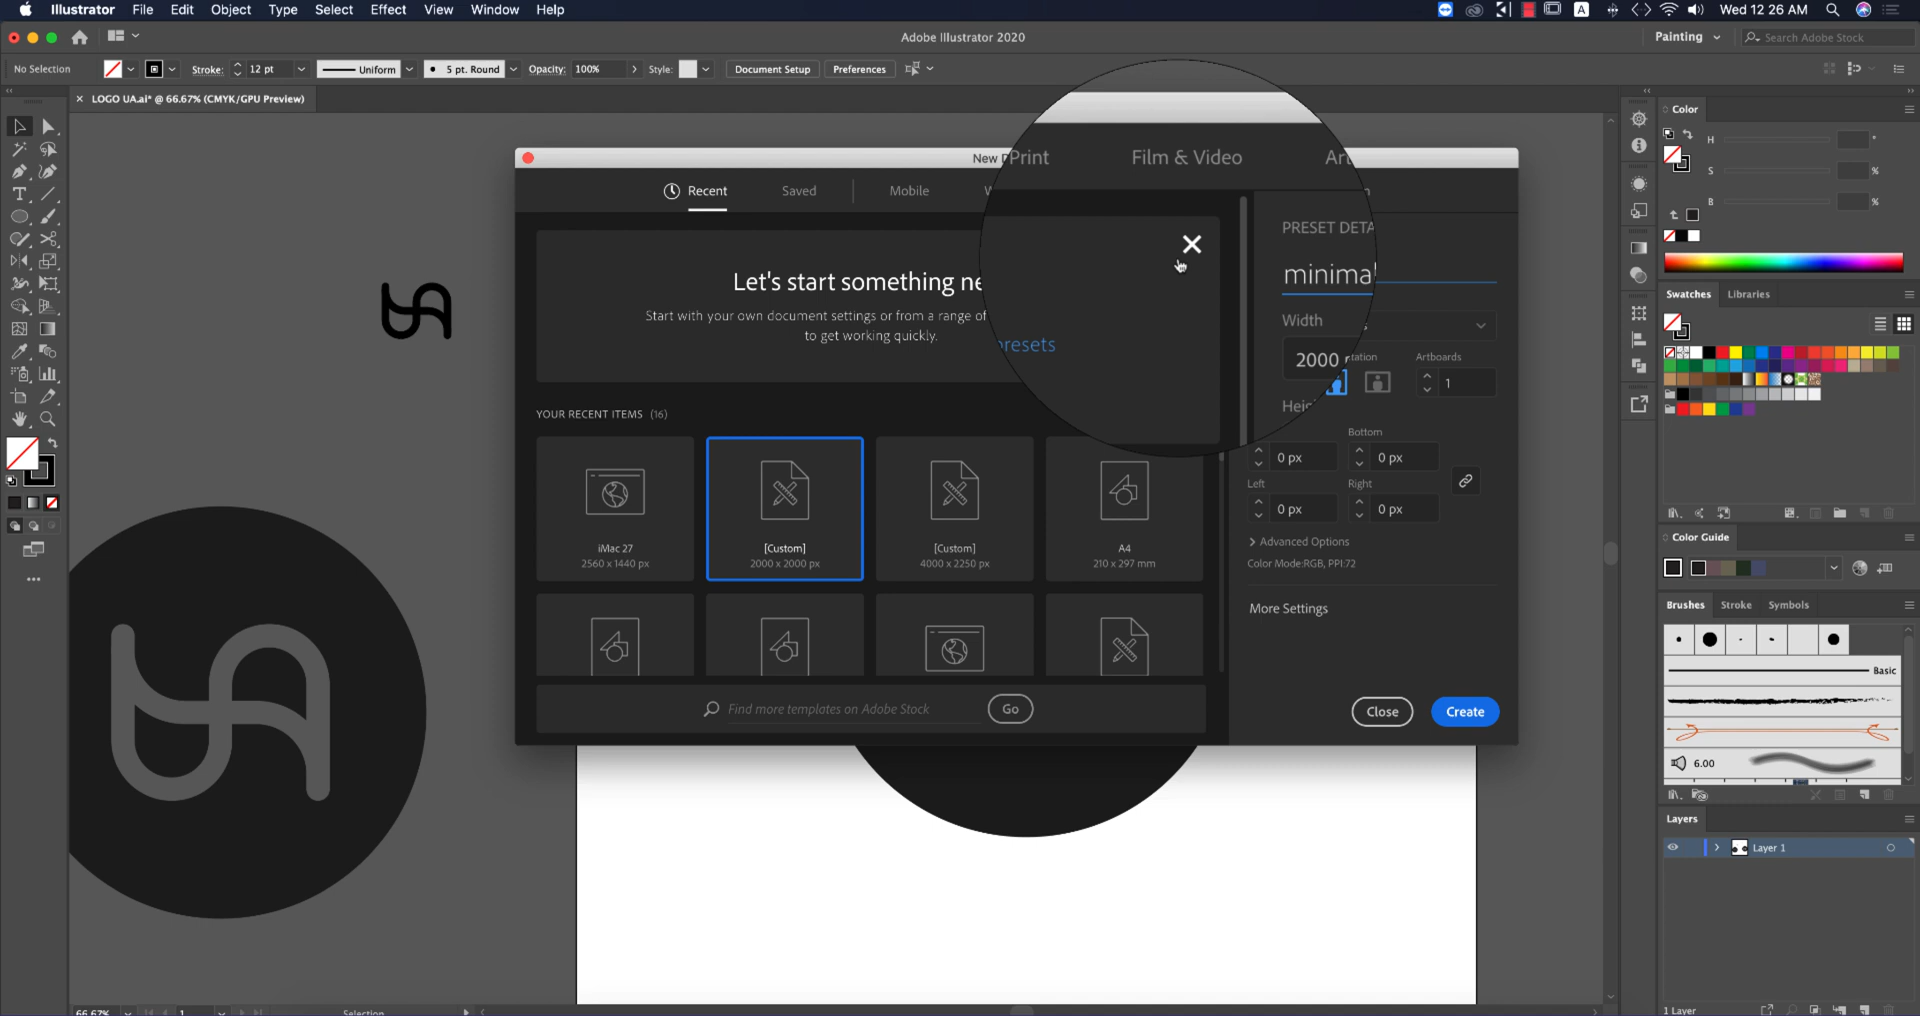 Illustrator File Edit Object Type Select Effect View Window Help
A Wed 12 26 AM
Adobe Illustrator 2020
Painting
Search Adobe Stock
No Selection
Stroke: 12 pt
Uniform
5 pt. Round
Opacity: 100%
Style:
Document Setup
Preferences
× LOGO UA.ai* @ 66.67% (CMYK/GPU Preview)
New D
Print Film & Video Ar
Recent Saved Mobile W
Let's start something ne
Start with your own document settings or from a range of
to get working quickly.
presets
PRESET DETA
minimal
Width
2000
Heig
tation
Artboards
1
YOUR RECENT ITEMS (16)
iMac 27
2560 x 1440 px
[Custom]
2000 x 2000 px
[Custom]
4000 x 2250 px
A4
210 x 297 mm
Bottom
0 px
0 px
Left
Right
0 px
0 px
Advanced Options
Color Mode:RGB, PPI:72
More Settings
Find more templates on Adobe Stock
Go
Close
Create
Color
H °
S %
B %
Swatches Libraries
Color Guide
Brushes Stroke Symbols
Basic
6.00
Layers
Layer 1
1 Layer
66.67%
1
Selection